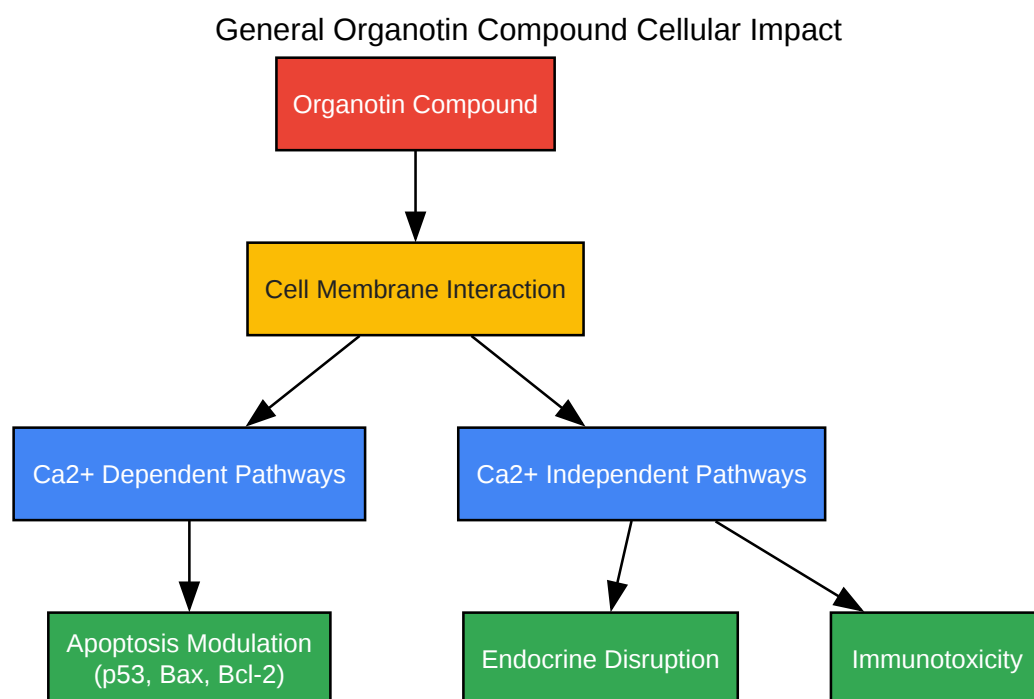 General Organotin Compound Cellular Impact
Organotin Compound
Cell Membrane Interaction
Ca2+ Dependent Pathways
Ca2+ Independent Pathways
Apoptosis Modulation
(p53, Bax, Bcl-2)
Endocrine Disruption
Immunotoxicity